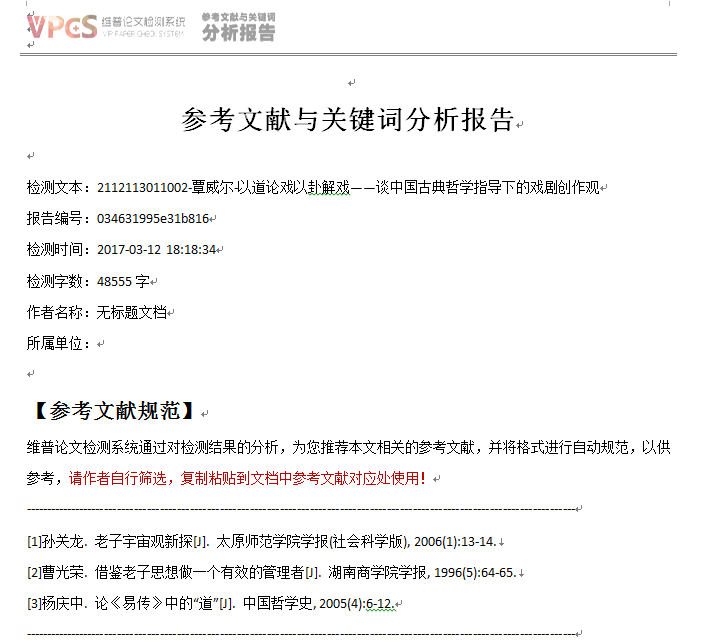 VPCS 维普论文检测系统 参考文献与关键词
VIP PAPER CHECK SYSTEM 分析报告
参考文献与关键词分析报告
检测文本：2112113011002-覃威尔-以道论戏以卦解戏——谈中国古典哲学指导下的戏剧创作观
报告编号：034631995e31b816
检测时间：2017-03-12 18:18:34
检测字数：48555 字
作者名称：无标题文档
所属单位：
【参考文献规范】
维普论文检测系统通过对检测结果的分析，为您推荐本文相关的参考文献，并将格式进行自动规范，以供
参考，请作者自行筛选，复制粘贴到文档中参考文献对应处使用！
[1]孙关龙. 老子宇宙观新探[J]. 太原师范学院学报(社会科学版), 2006(1):13-14.
[2]曹光荣. 借鉴老子思想做一个有效的管理者[J]. 湖南商学院学报, 1996(5):64-65.
[3]杨庆中. 论《易传》中的“道”[J]. 中国哲学史, 2005(4):6-12.